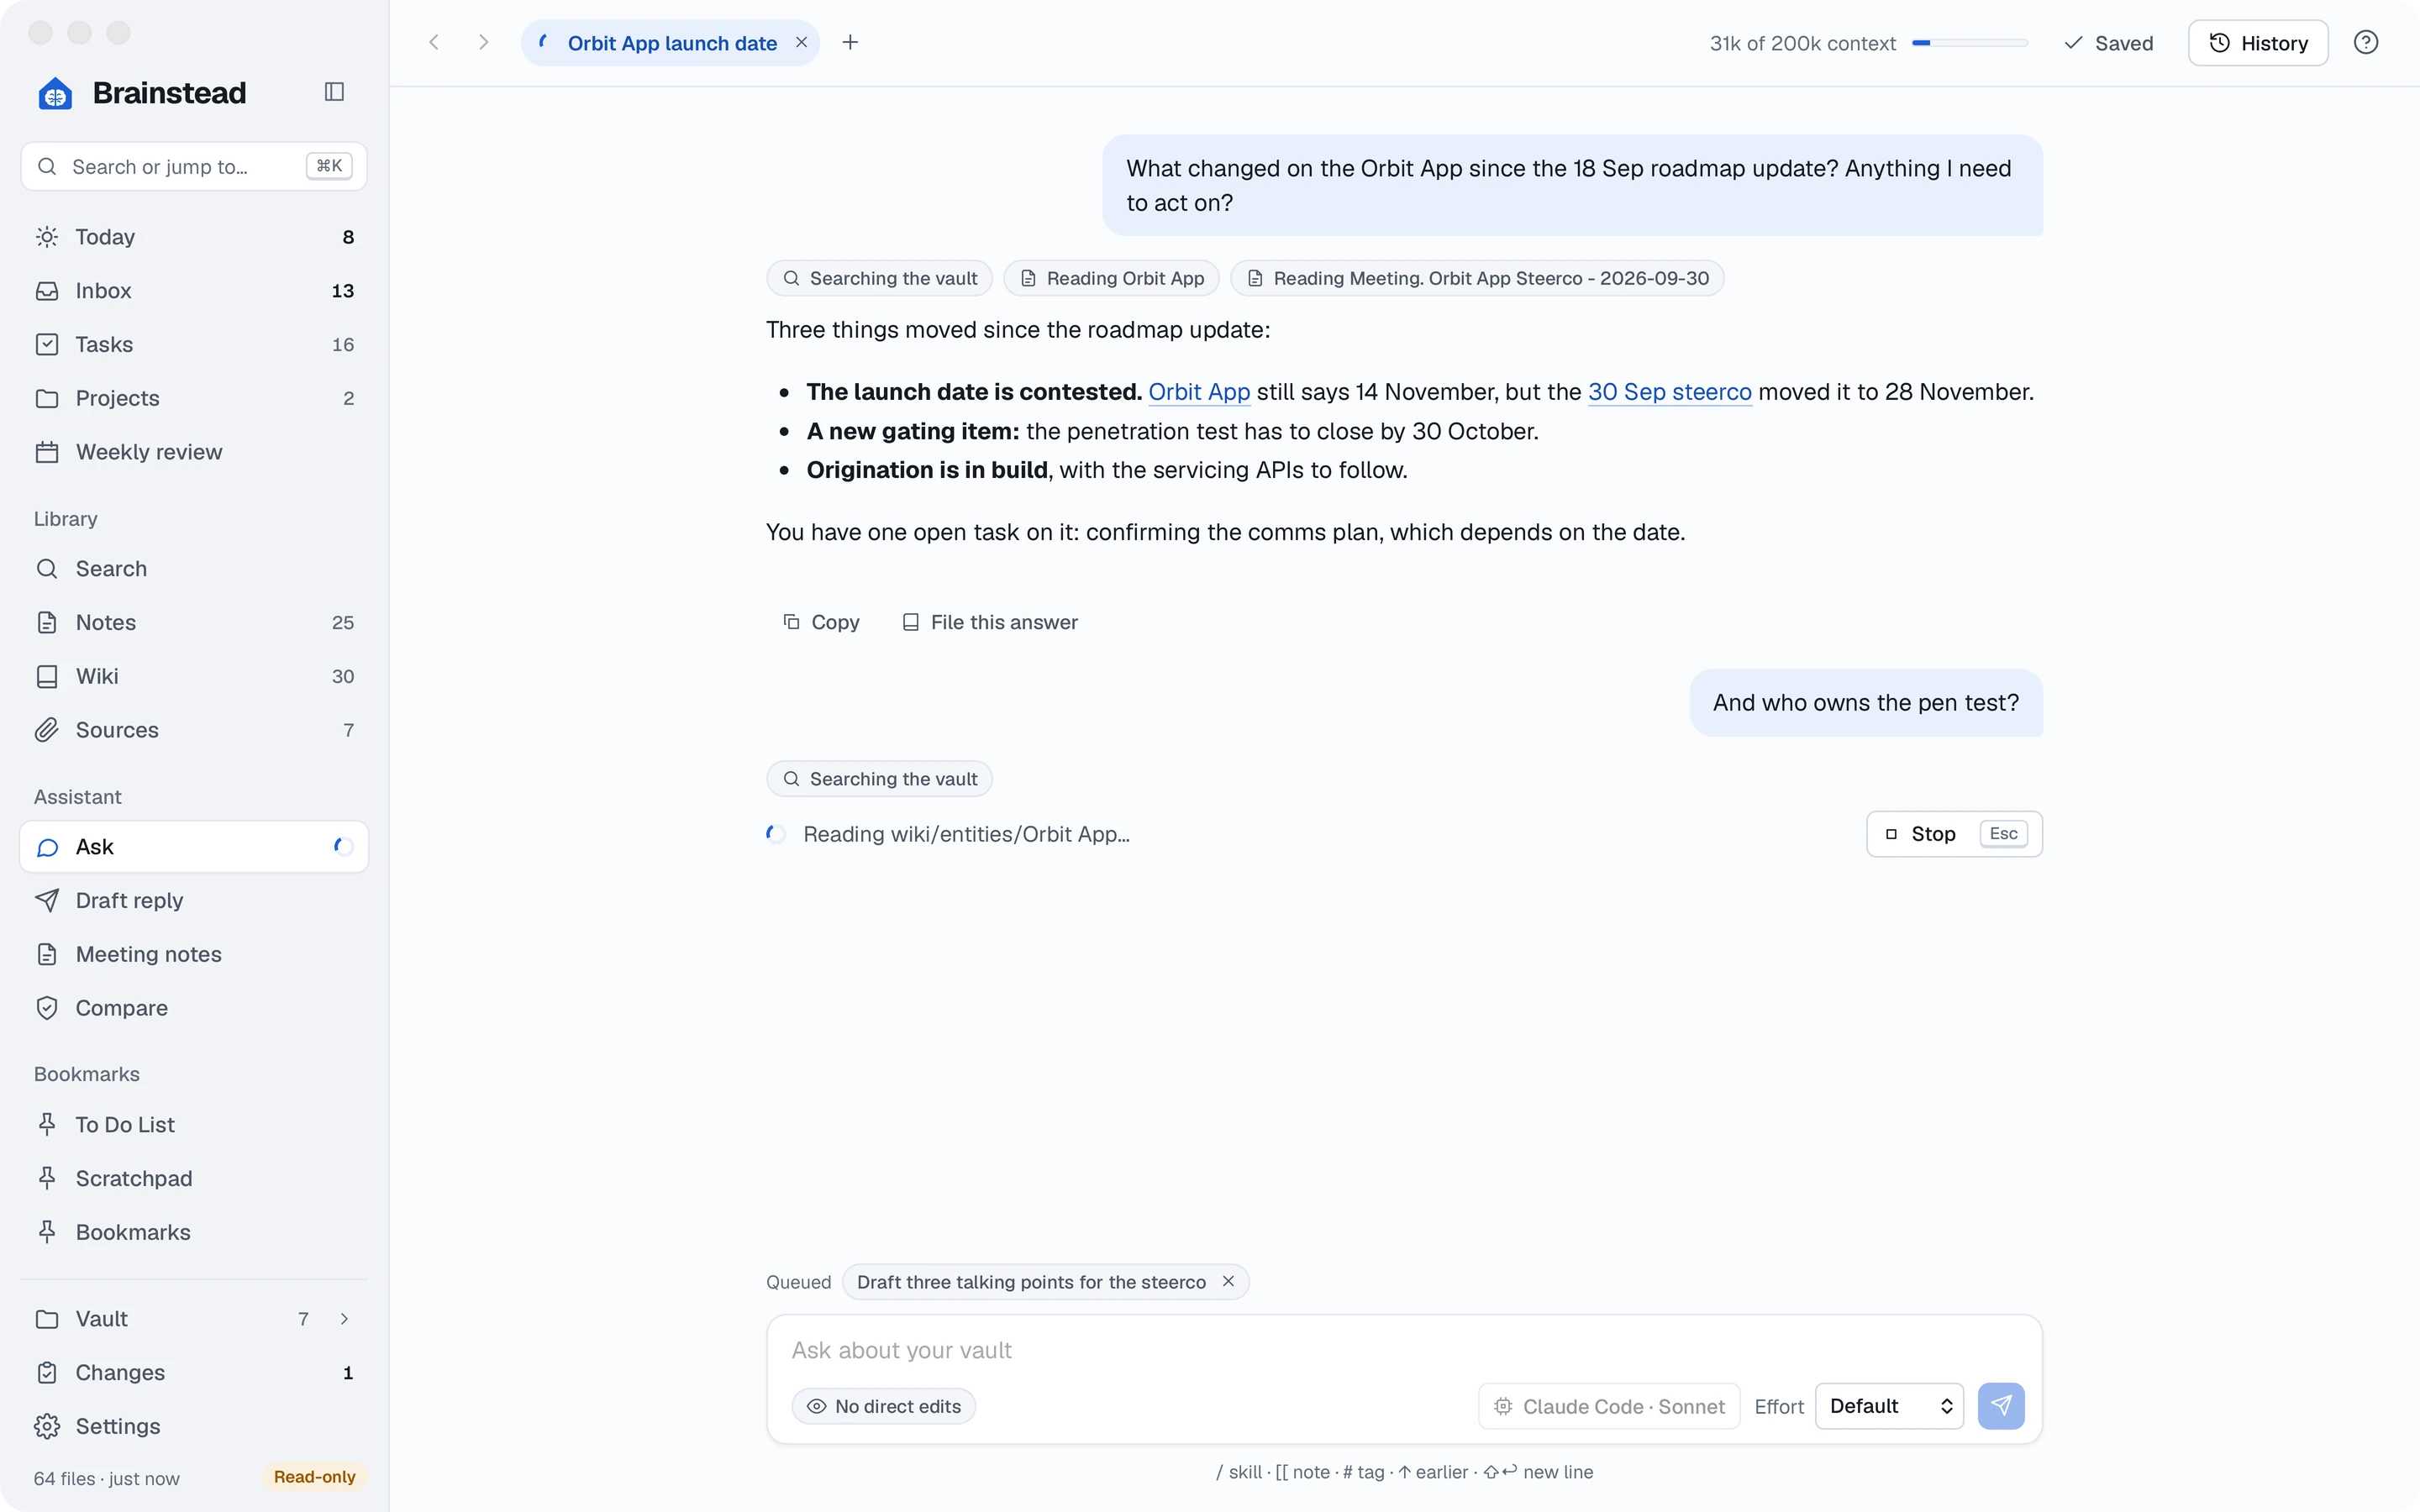 Brainstead
Search or jump to... ⌘K
Today 8
Inbox 13
Tasks 16
Projects 2
Weekly review
Library
Search
Notes 25
Wiki 30
Sources 7
Assistant
Ask
Draft reply
Meeting notes
Compare
Bookmarks
To Do List
Scratchpad
Bookmarks
Vault 7
Changes 1
Settings
64 files · just now Read-only
Orbit App launch date
31k of 200k context
Saved
History
What changed on the Orbit App since the 18 Sep roadmap update? Anything I need
to act on?
Searching the vault
Reading Orbit App
Reading Meeting. Orbit App Steerco - 2026-09-30
Three things moved since the roadmap update:
• The launch date is contested. Orbit App still says 14 November, but the 30 Sep steerco moved it to 28 November.
• A new gating item: the penetration test has to close by 30 October.
• Origination is in build, with the servicing APIs to follow.
You have one open task on it: confirming the comms plan, which depends on the date.
Copy
File this answer
And who owns the pen test?
Searching the vault
Reading wiki/entities/Orbit App...
Stop Esc
Queued
Draft three talking points for the steerco
Ask about your vault
No direct edits
Claude Code · Sonnet
Effort
Default
/ skill · [[ note · # tag · ↑ earlier · ⇧↩ new line